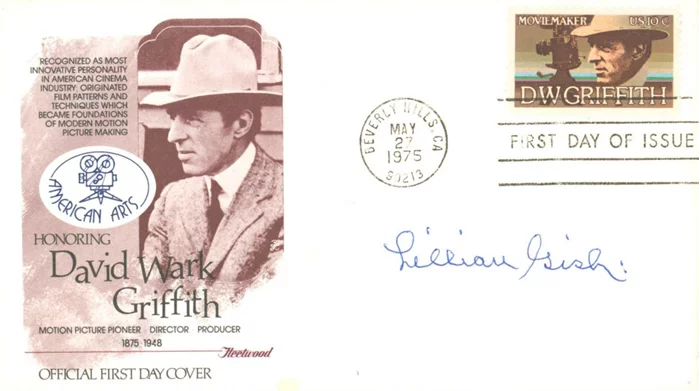 RECOGNIZED AS MOST
INNOVATIVE PERSONALITY
IN AMERICAN CINEMA
INDUSTRY; ORIGINATED
FILM PATTERNS AND
TECHNIQUES WHICH
BECAME FOUNDATIONS
OF MODERN MOTION
PICTURE MAKING
AMERICAN ARTS
HONORING
David Wark
Griffith
MOTION PICTURE PIONEER DIRECTOR PRODUCER
1875-1948
Fleetwood
OFFICIAL FIRST DAY COVER
BEVERLY HILLS, CA
MAY
27
1975
90213
MOVIEMAKER US 10 C
D.W. GRIFFITH
FIRST DAY OF ISSUE
Lillian Gish